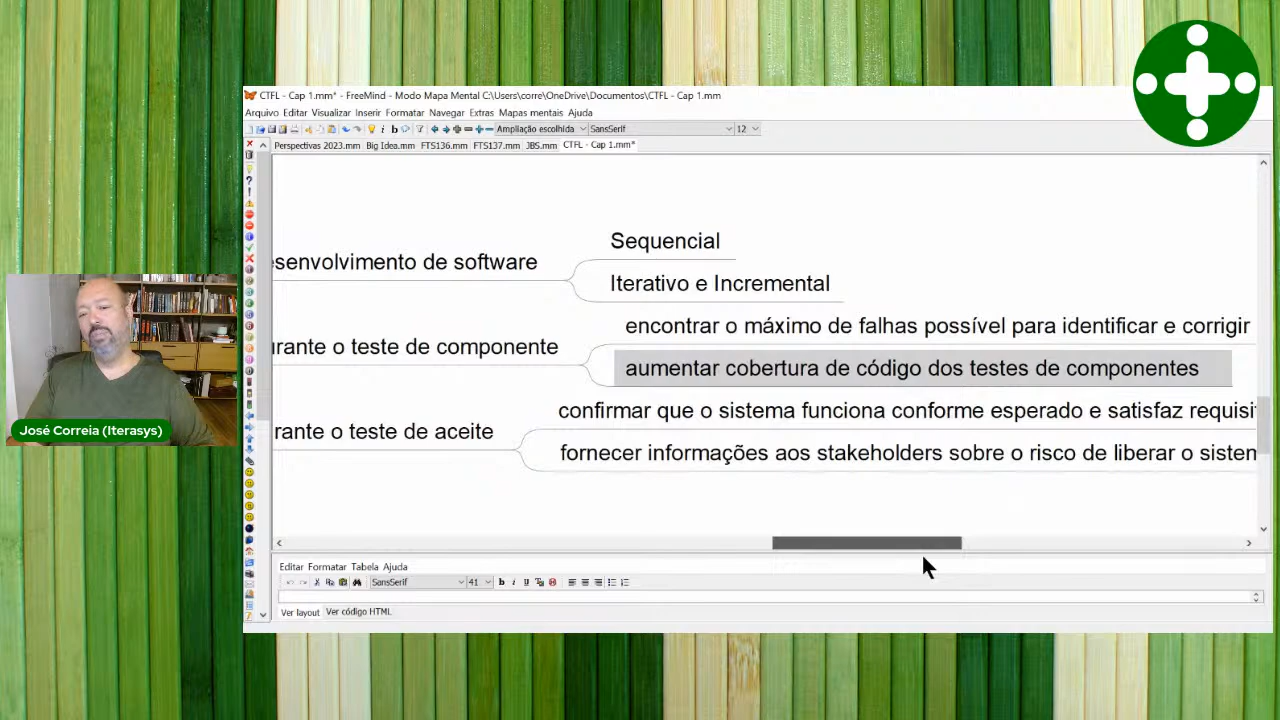 CTFL - Cap 1.mm* - FreeMind - Modo Mapa Mental C:\Users\corre\OneDrive\Documentos\CTFL - Cap 1.mm
Arquivo Editar Visualizar Inserir Formatar Navegar Extras Mapas mentais Ajuda
Ampliação escolhida SansSerif 12
Perspectivas 2023.mm Big Idea.mm FTS136.mm FTS137.mm JBS.mm CTFL - Cap 1.mm*
Sequencial
esenvolvimento de software
Iterativo e Incremental
encontrar o máximo de falhas possível para identificar e corrigir
urante o teste de componente
aumentar cobertura de código dos testes de componentes
confirmar que o sistema funciona conforme esperado e satisfaz requisit
rante o teste de aceite
fornecer informações aos stakeholders sobre o risco de liberar o sistem
José Correia (Iterasys)
Editar Formatar Tabela Ajuda
SansSerif 41 b i u
Ver layout Ver código HTML